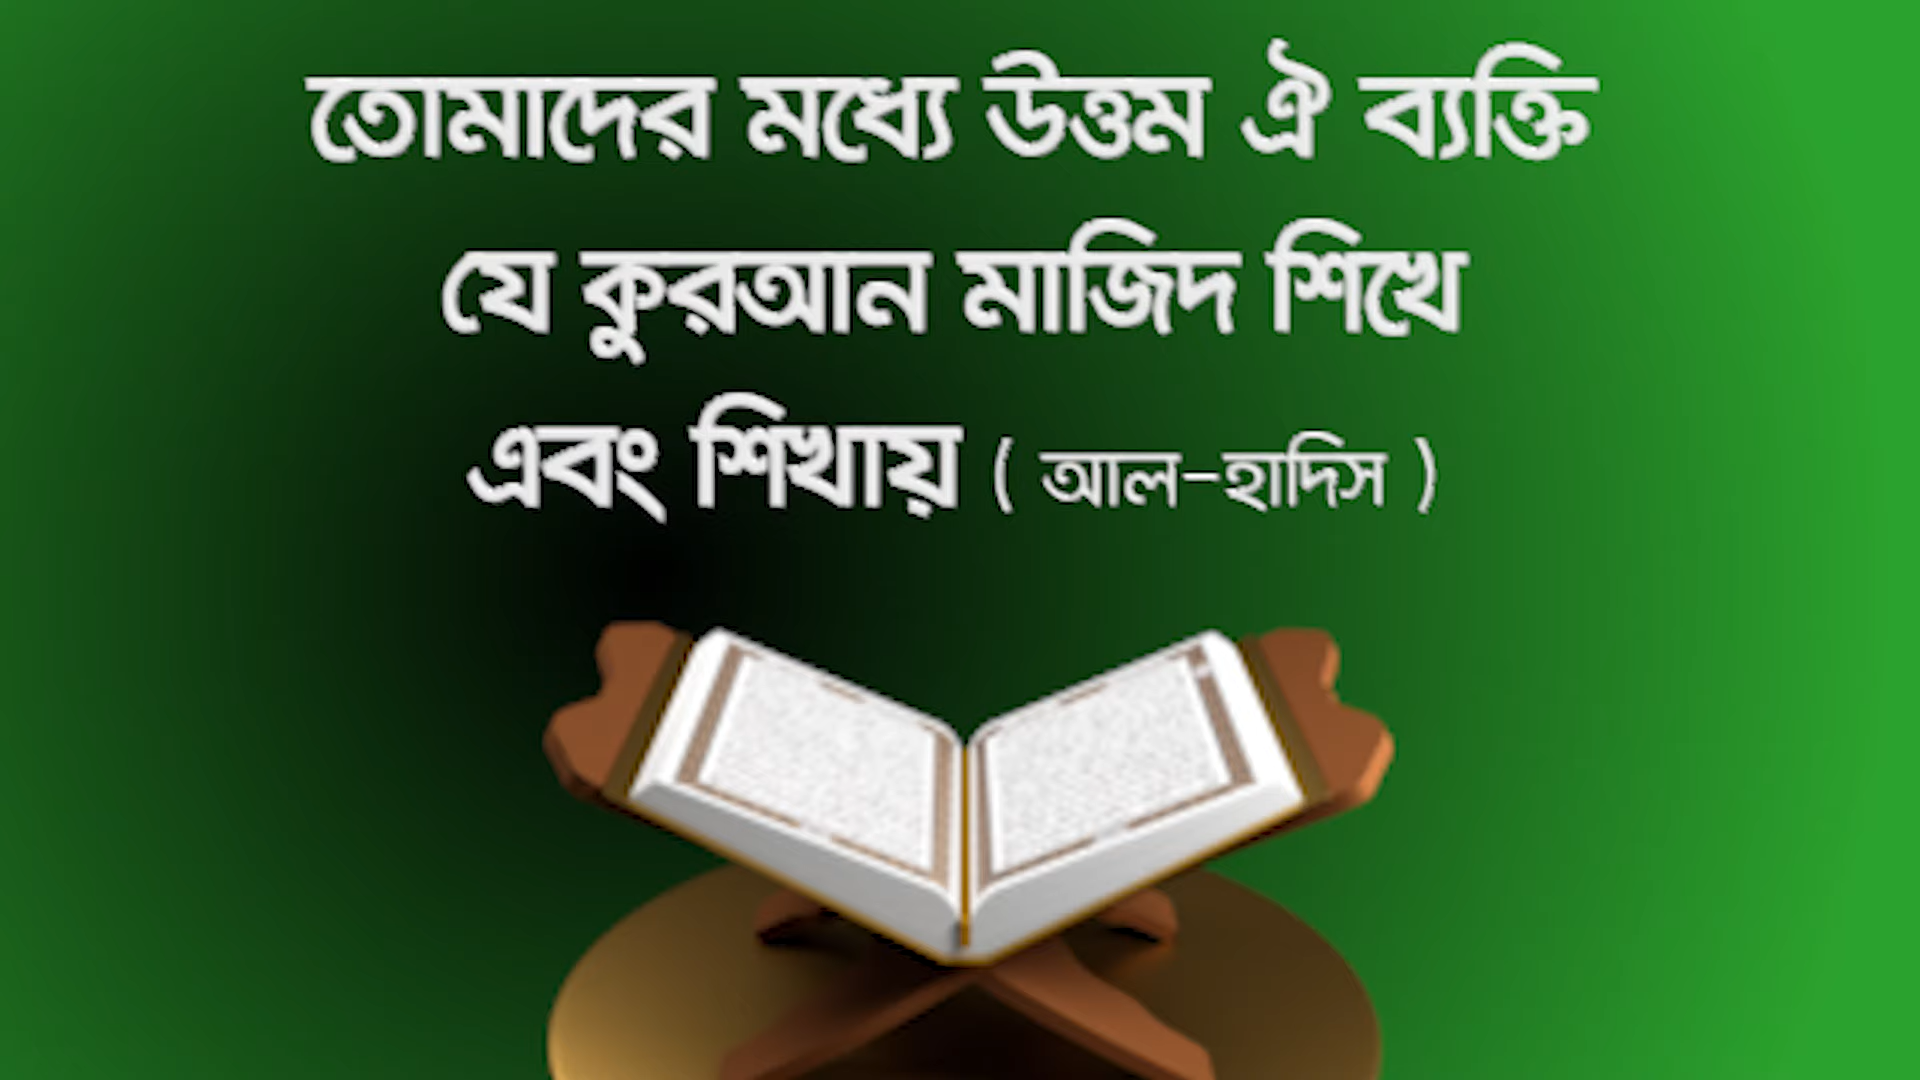 তোমাদের মধ্যে উত্তম ঐ ব্যক্তি
যে কুরআন মাজিদ শিখে
এবং শিখায় ( আল-হাদিস )